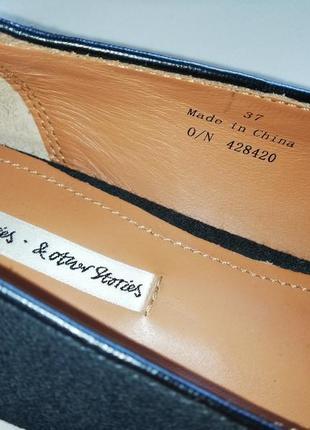 37
Made in China
O/N 428420
· & other Stories